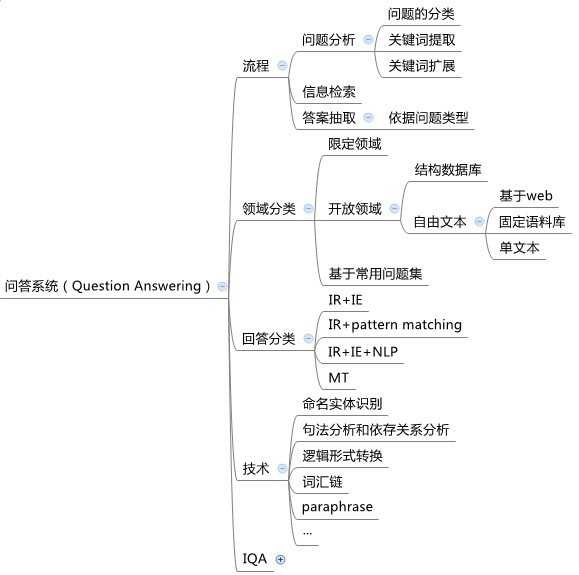 问答系统（Question Answering）
流程
问题分析
问题的分类
关键词提取
关键词扩展
信息检索
答案抽取
依据问题类型
领域分类
限定领域
开放领域
结构数据库
自由文本
基于web
固定语料库
单文本
基于常用问题集
回答分类
IR+IE
IR+pattern matching
IR+IE+NLP
MT
技术
命名实体识别
句法分析和依存关系分析
逻辑形式转换
词汇链
paraphrase
...
IQA